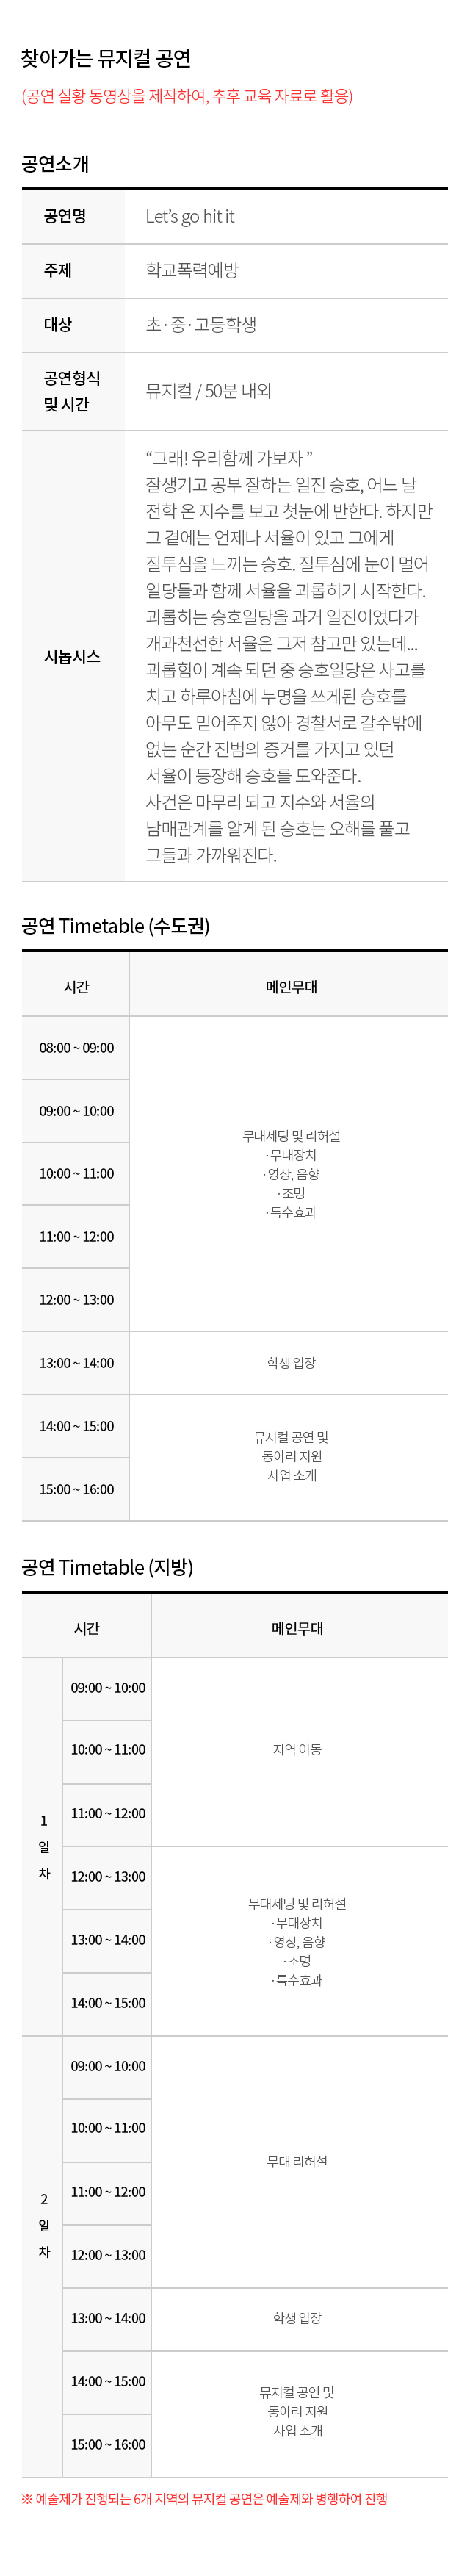 찾아가는 뮤지컬 공연
(공연 실황 동영상을 제작하여, 추후 교육 자료로 활용)
공연소개
공연명
Let’s go hit it
주제
학교폭력예방
대상
초·중·고등학생
공연형식
및 시간
뮤지컬 / 50분 내외
시놉시스
“그래! 우리함께 가보자 ”
잘생기고 공부 잘하는 일진 승호, 어느 날
전학 온 지수를 보고 첫눈에 반한다. 하지만
그 곁에는 언제나 서율이 있고 그에게
질투심을 느끼는 승호. 질투심에 눈이 멀어
일당들과 함께 서율을 괴롭히기 시작한다.
괴롭히는 승호일당을 과거 일진이었다가
개과천선한 서율은 그저 참고만 있는데...
괴롭힘이 계속 되던 중 승호일당은 사고를
치고 하루아침에 누명을 쓰게된 승호를
아무도 믿어주지 않아 경찰서로 갈수밖에
없는 순간 진범의 증거를 가지고 있던
서율이 등장해 승호를 도와준다.
사건은 마무리 되고 지수와 서율의
남매관계를 알게 된 승호는 오해를 풀고
그들과 가까워진다.
공연 Timetable (수도권)
시간
메인무대
08:00 ~ 09:00
09:00 ~ 10:00
10:00 ~ 11:00
11:00 ~ 12:00
12:00 ~ 13:00
무대세팅 및 리허설
·무대장치
·영상, 음향
·조명
·특수효과
13:00 ~ 14:00
학생 입장
14:00 ~ 15:00
15:00 ~ 16:00
뮤지컬 공연 및
동아리 지원
사업 소개
공연 Timetable (지방)
시간
메인무대
1
일
차
09:00 ~ 10:00
10:00 ~ 11:00
11:00 ~ 12:00
지역 이동
12:00 ~ 13:00
13:00 ~ 14:00
14:00 ~ 15:00
무대세팅 및 리허설
·무대장치
·영상, 음향
·조명
·특수효과
2
일
차
09:00 ~ 10:00
10:00 ~ 11:00
11:00 ~ 12:00
12:00 ~ 13:00
무대 리허설
13:00 ~ 14:00
학생 입장
14:00 ~ 15:00
15:00 ~ 16:00
뮤지컬 공연 및
동아리 지원
사업 소개
※ 예술제가 진행되는 6개 지역의 뮤지컬 공연은 예술제와 병행하여 진행